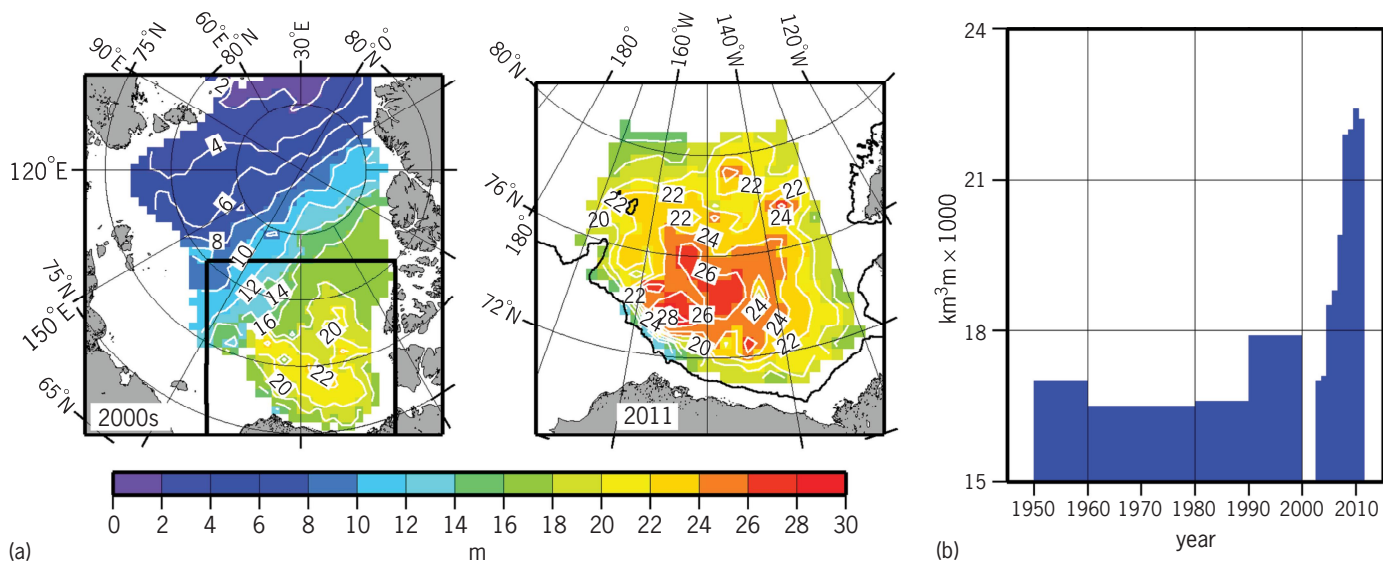 90°E
75°N
60°E
80°N
30°E
80°N
0°
120°E
75°N
150°E
65°N
2
4
6
8
10
12
14
16
20
20
22
2000s
80°N
180°
160°W
140°W
120°W
76°N
180°
72°N
22
20
22
22
22
22
24
24
26
22
24
28
26
24
24
20
22
2011
0 2 4 6 8 10 12 14 16 18 20 22 24 26 28 30
m
(a)
24
21
18
15
km³m × 1000
1950 1960 1970 1980 1990 2000 2010
year
(b)